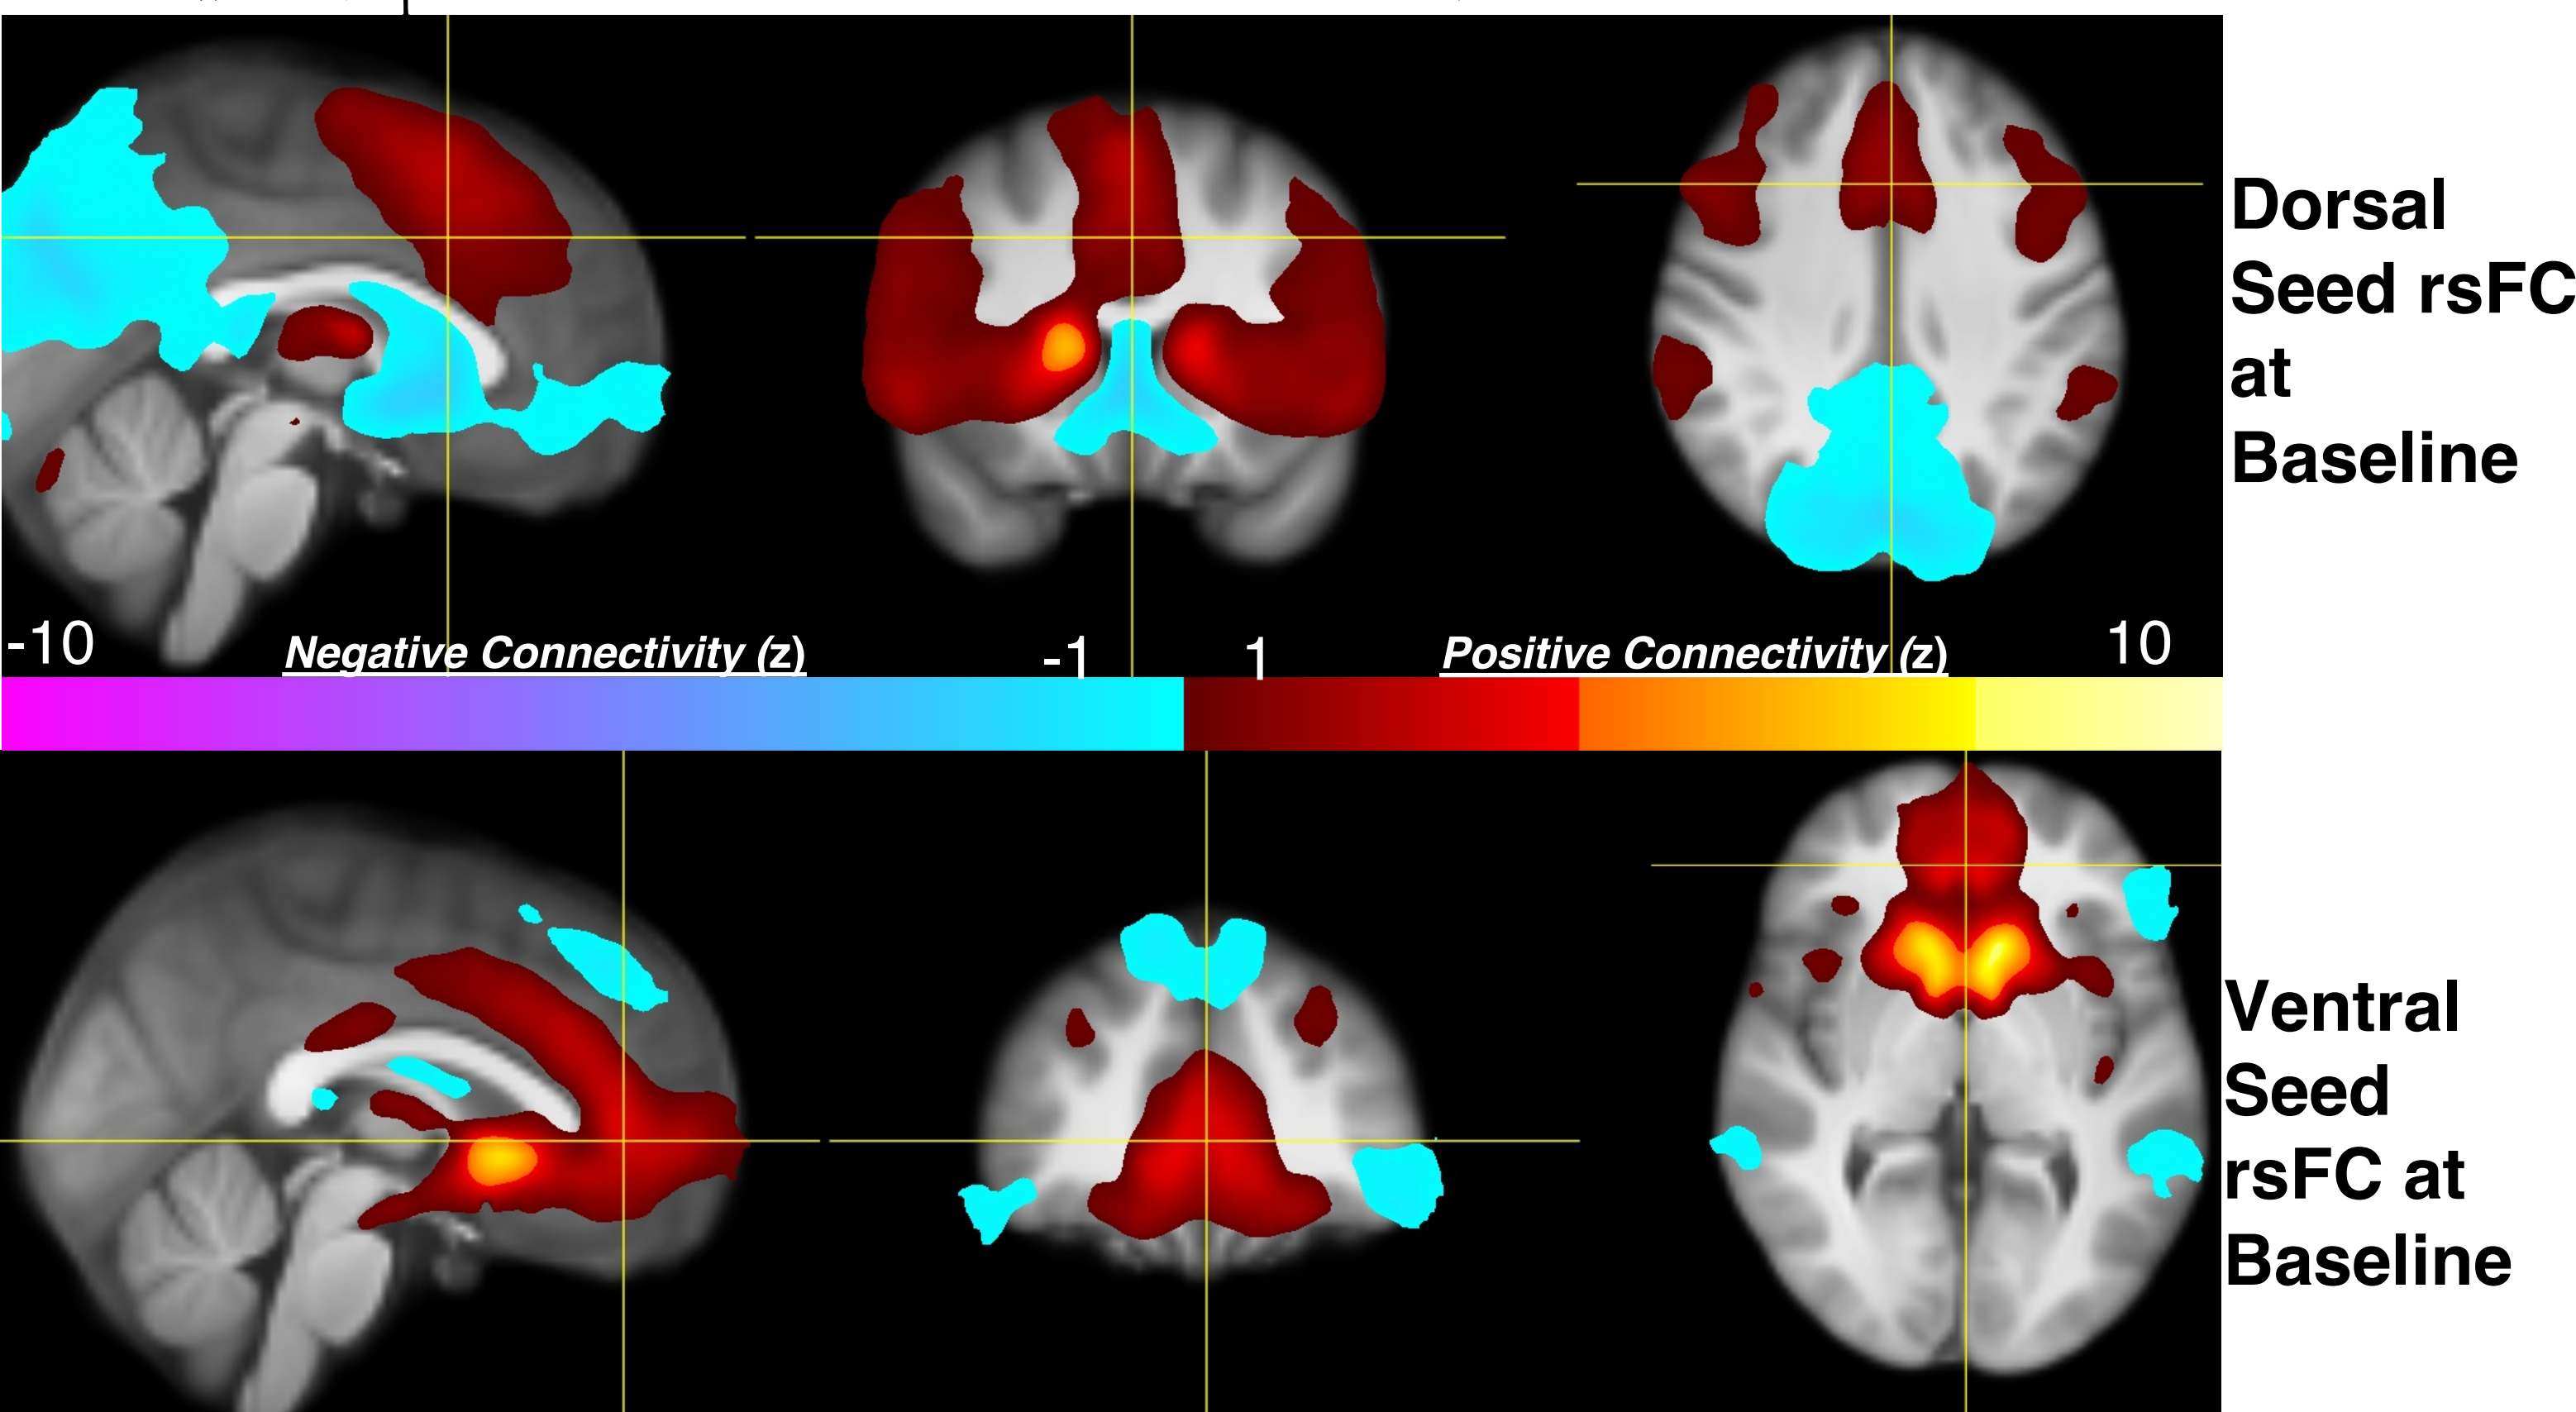 Dorsal
Seed rsFC
at
Baseline
-10 Negative Connectivity (z) -1 1 Positive Connectivity (z) 10
Ventral
Seed
rsFC at
Baseline